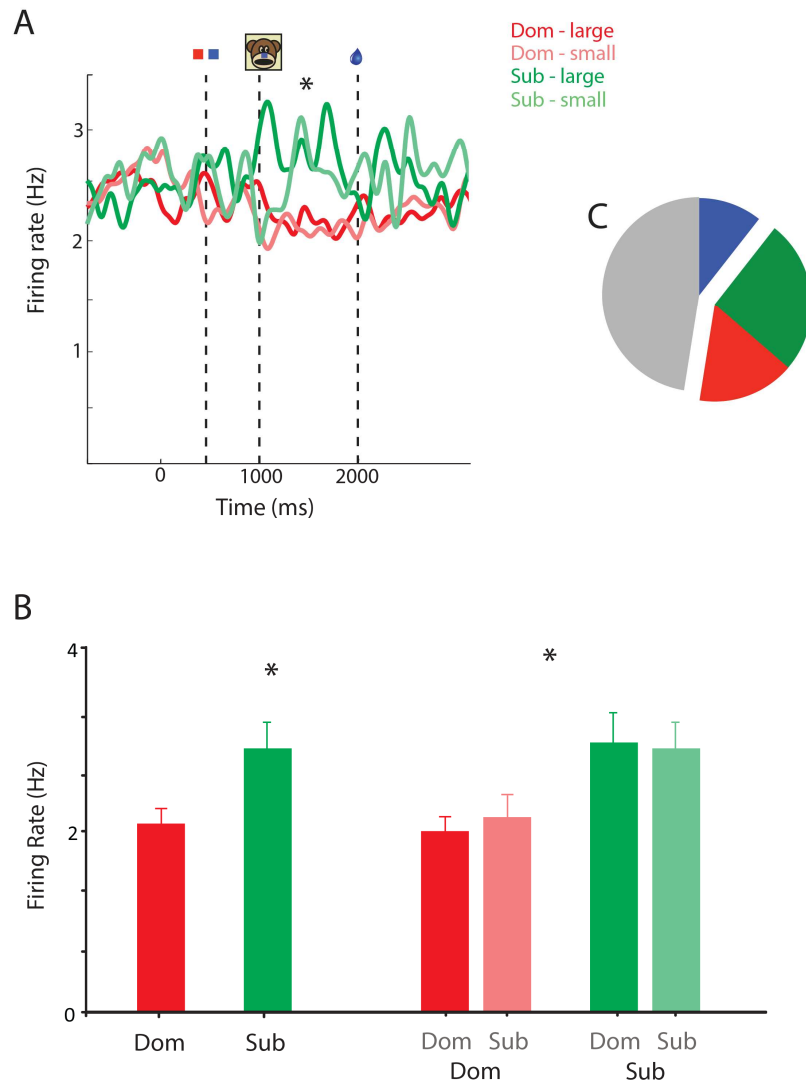 A
Dom - large
Dom - small
Sub - large
Sub - small
*
3
2
1
Firing rate (Hz)
0 1000 2000
Time (ms)
C
B
4
2
0
Firing Rate (Hz)
* *
Dom Sub Dom Sub Dom Sub
Dom Sub